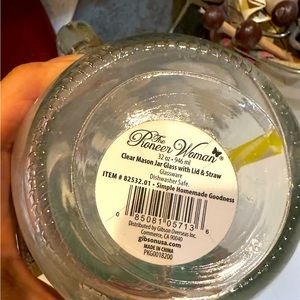 The
Pioneer Woman
32 oz • 946 ml
Clear Mason Jar Glass with Lid & Straw
Glassware
Dishwasher Safe.
ITEM # 82532.01 - Simple Homemade Goodness
0 85081 05713 6
Distributed by Gibson Overseas Inc.
Commerce, CA 90040
gibsonusa.com
MADE IN CHINA
PKG0018200